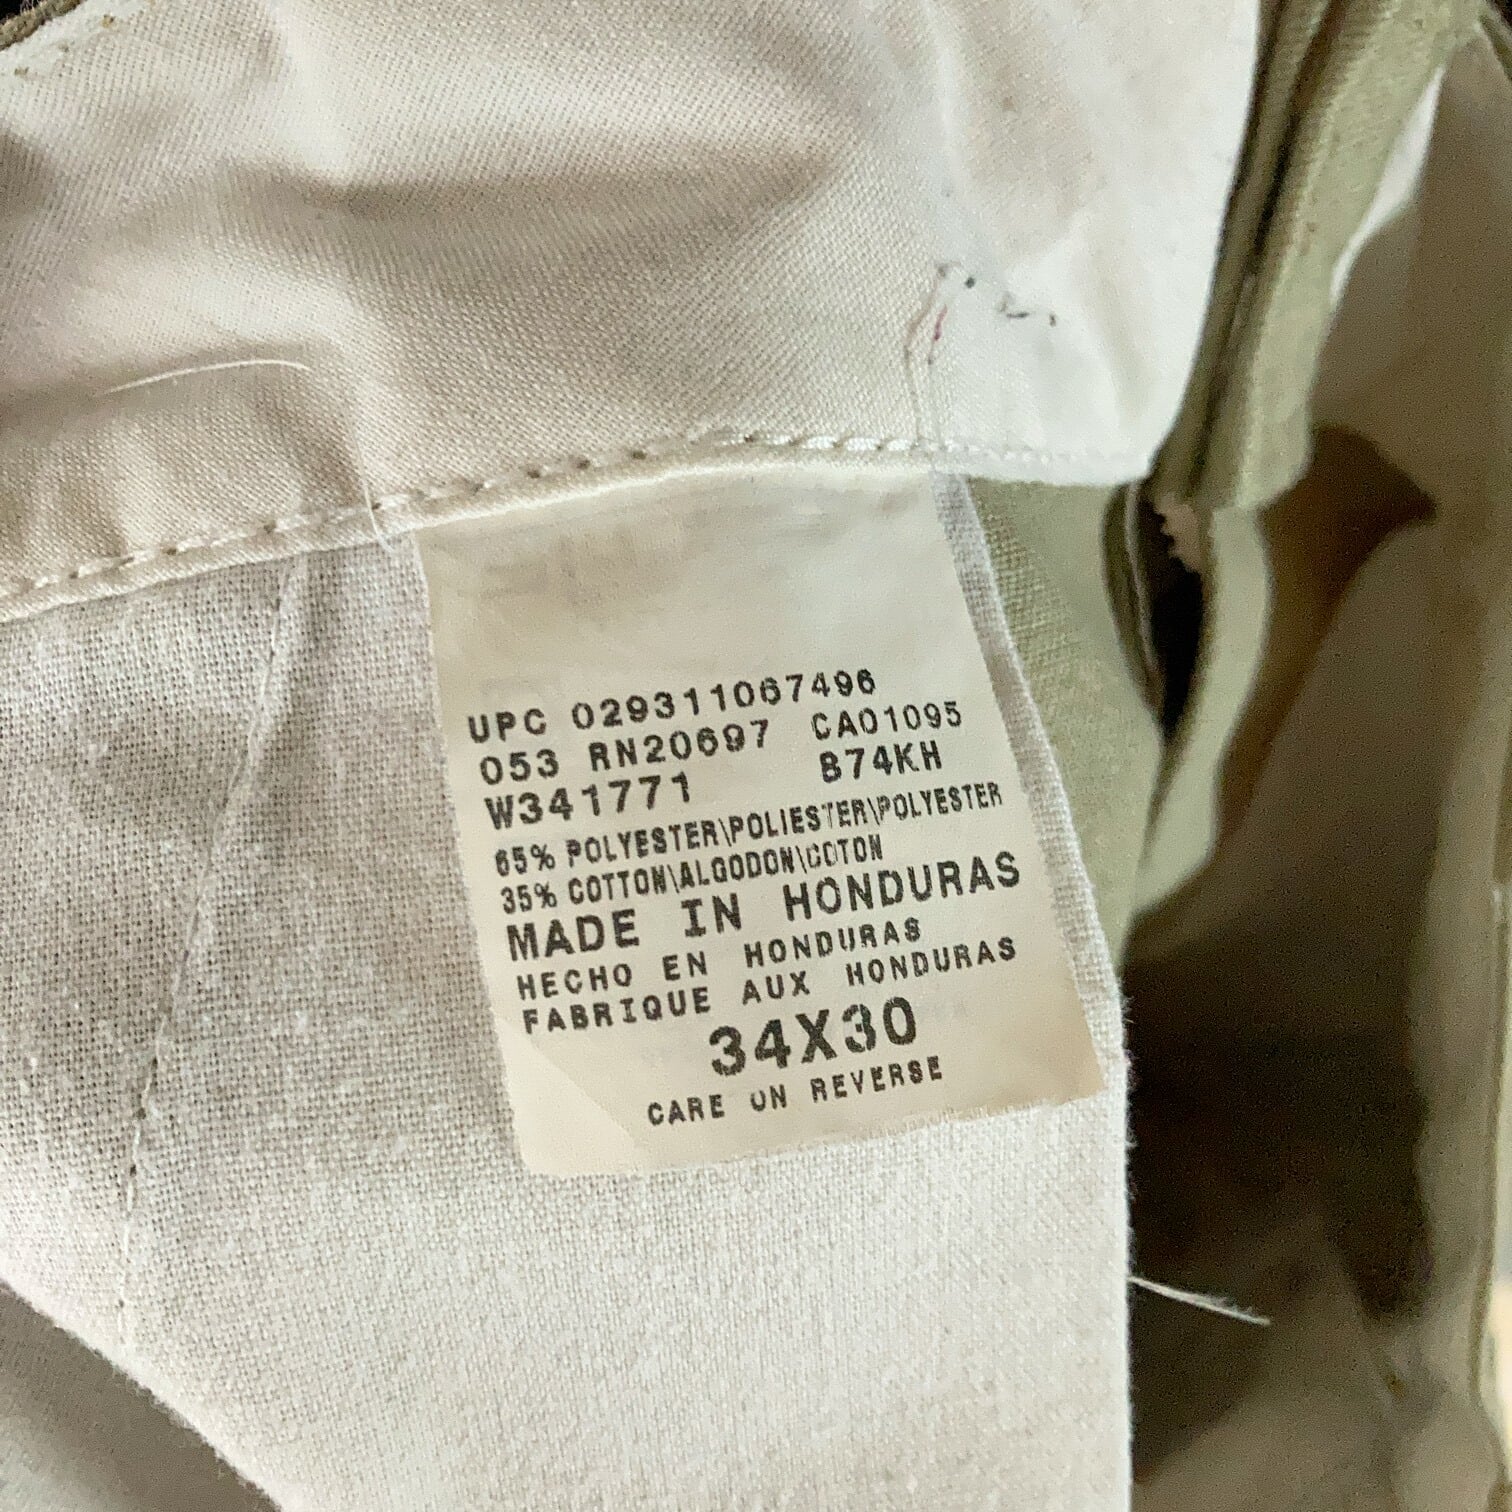 UPC 029311067496
053 RN20697 CA01095
W341771 874KH
65% POLYESTER\POLIESTER\POLYESTER
35% COTTON\ALGODON\COTON
MADE IN HONDURAS
HECHO EN HONDURAS
FABRIQUE AUX HONDURAS
34X30
CARE ON REVERSE